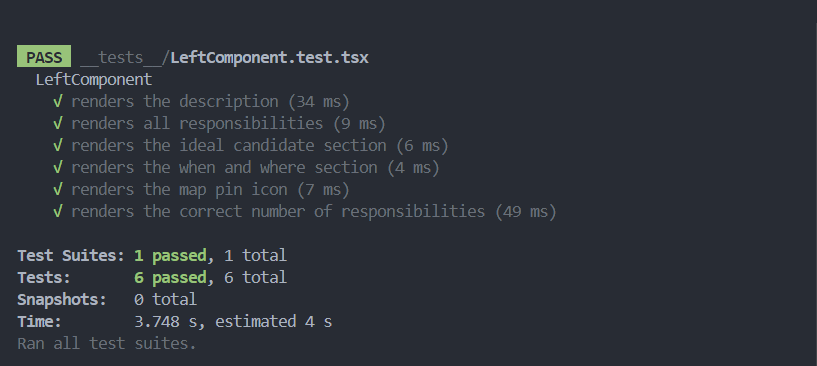 PASS __tests__/LeftComponent.test.tsx
LeftComponent
√ renders the description (34 ms)
√ renders all responsibilities (9 ms)
√ renders the ideal candidate section (6 ms)
√ renders the when and where section (4 ms)
√ renders the map pin icon (7 ms)
√ renders the correct number of responsibilities (49 ms)
Test Suites: 1 passed, 1 total
Tests: 6 passed, 6 total
Snapshots: 0 total
Time: 3.748 s, estimated 4 s
Ran all test suites.